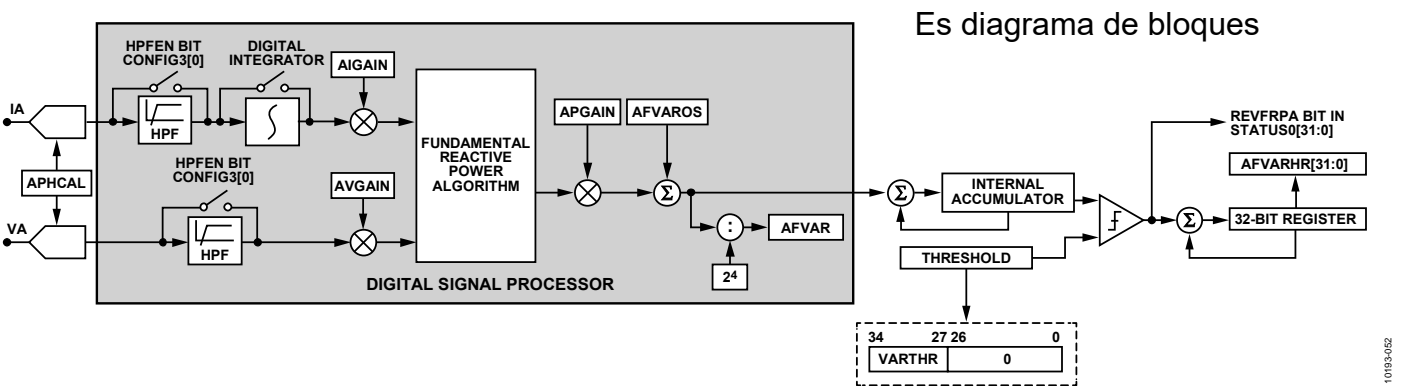 Es diagrama de bloques
HPFEN BIT
CONFIG3[0]
DIGITAL
INTEGRATOR
AIGAIN
IA
HPF
APGAIN
AFVAROS
REVFRPA BIT IN
STATUS0[31:0]
FUNDAMENTAL
REACTIVE
POWER
ALGORITHM
HPFEN BIT
CONFIG3[0]
AFVARHR[31:0]
APHCAL
AVGAIN
Σ
Σ
INTERNAL
ACCUMULATOR
VA
HPF
:
AFVAR
Σ
32-BIT REGISTER
THRESHOLD
2⁴
DIGITAL SIGNAL PROCESSOR
34 27 26 0
VARTHR 0
10193-052